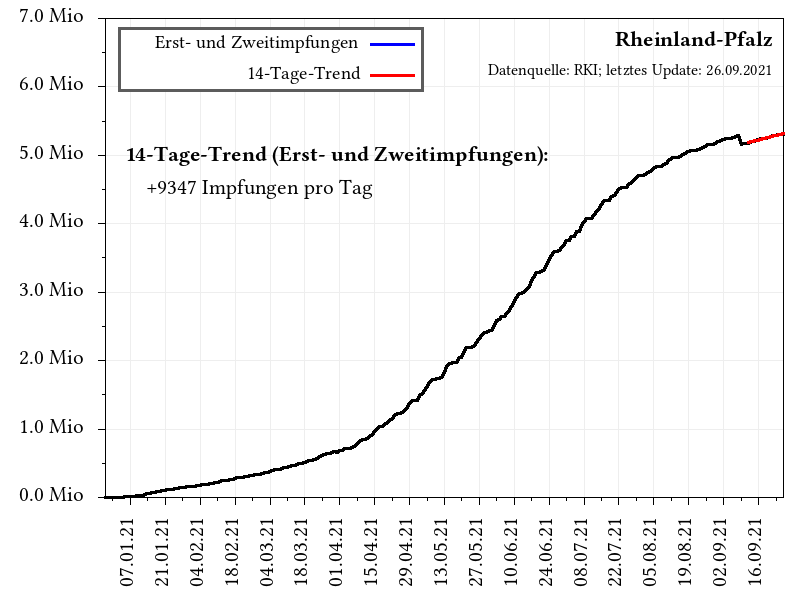 7.0 Mio
6.0 Mio
5.0 Mio
4.0 Mio
3.0 Mio
2.0 Mio
1.0 Mio
0.0 Mio
Erst- und Zweitimpfungen
14-Tage-Trend
Rheinland-Pfalz
Datenquelle: RKI; letztes Update: 26.09.2021
14-Tage-Trend (Erst- und Zweitimpfungen):
+9347 Impfungen pro Tag
07.01.21
21.01.21
04.02.21
18.02.21
04.03.21
18.03.21
01.04.21
15.04.21
29.04.21
13.05.21
27.05.21
10.06.21
24.06.21
08.07.21
22.07.21
05.08.21
19.08.21
02.09.21
16.09.21